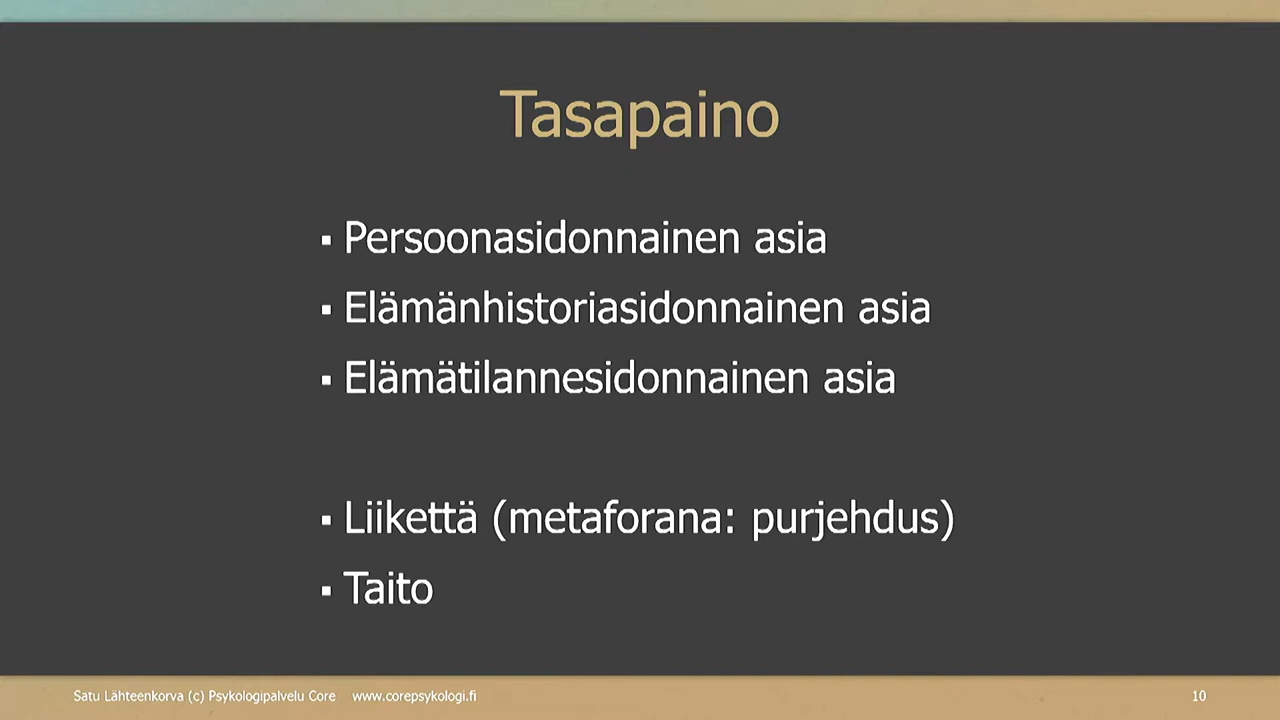 Tasapaino
▪ Persoonasidonnainen asia
▪ Elämänhistoriasidonnainen asia
▪ Elämätilannesidonnainen asia
▪ Liikettä (metaforana: purjehdus)
▪ Taito
Satu Lähteenkorva (c) Psykologipalvelu Core www.corepsykologi.fi 10